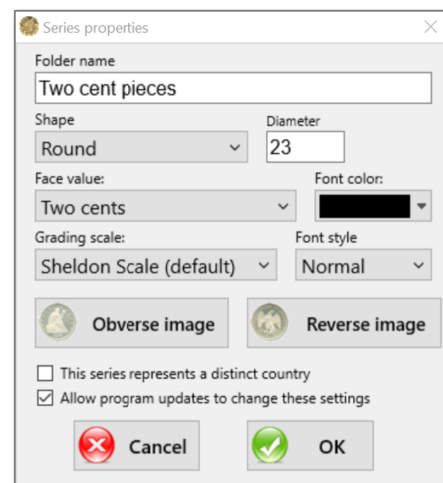 Series properties
Folder name
Two cent pieces
Shape Diameter
Round 23
Face value: Font color:
Two cents
Grading scale: Font style
Sheldon Scale (default) Normal
Obverse image Reverse image
This series represents a distinct country
Allow program updates to change these settings
Cancel OK